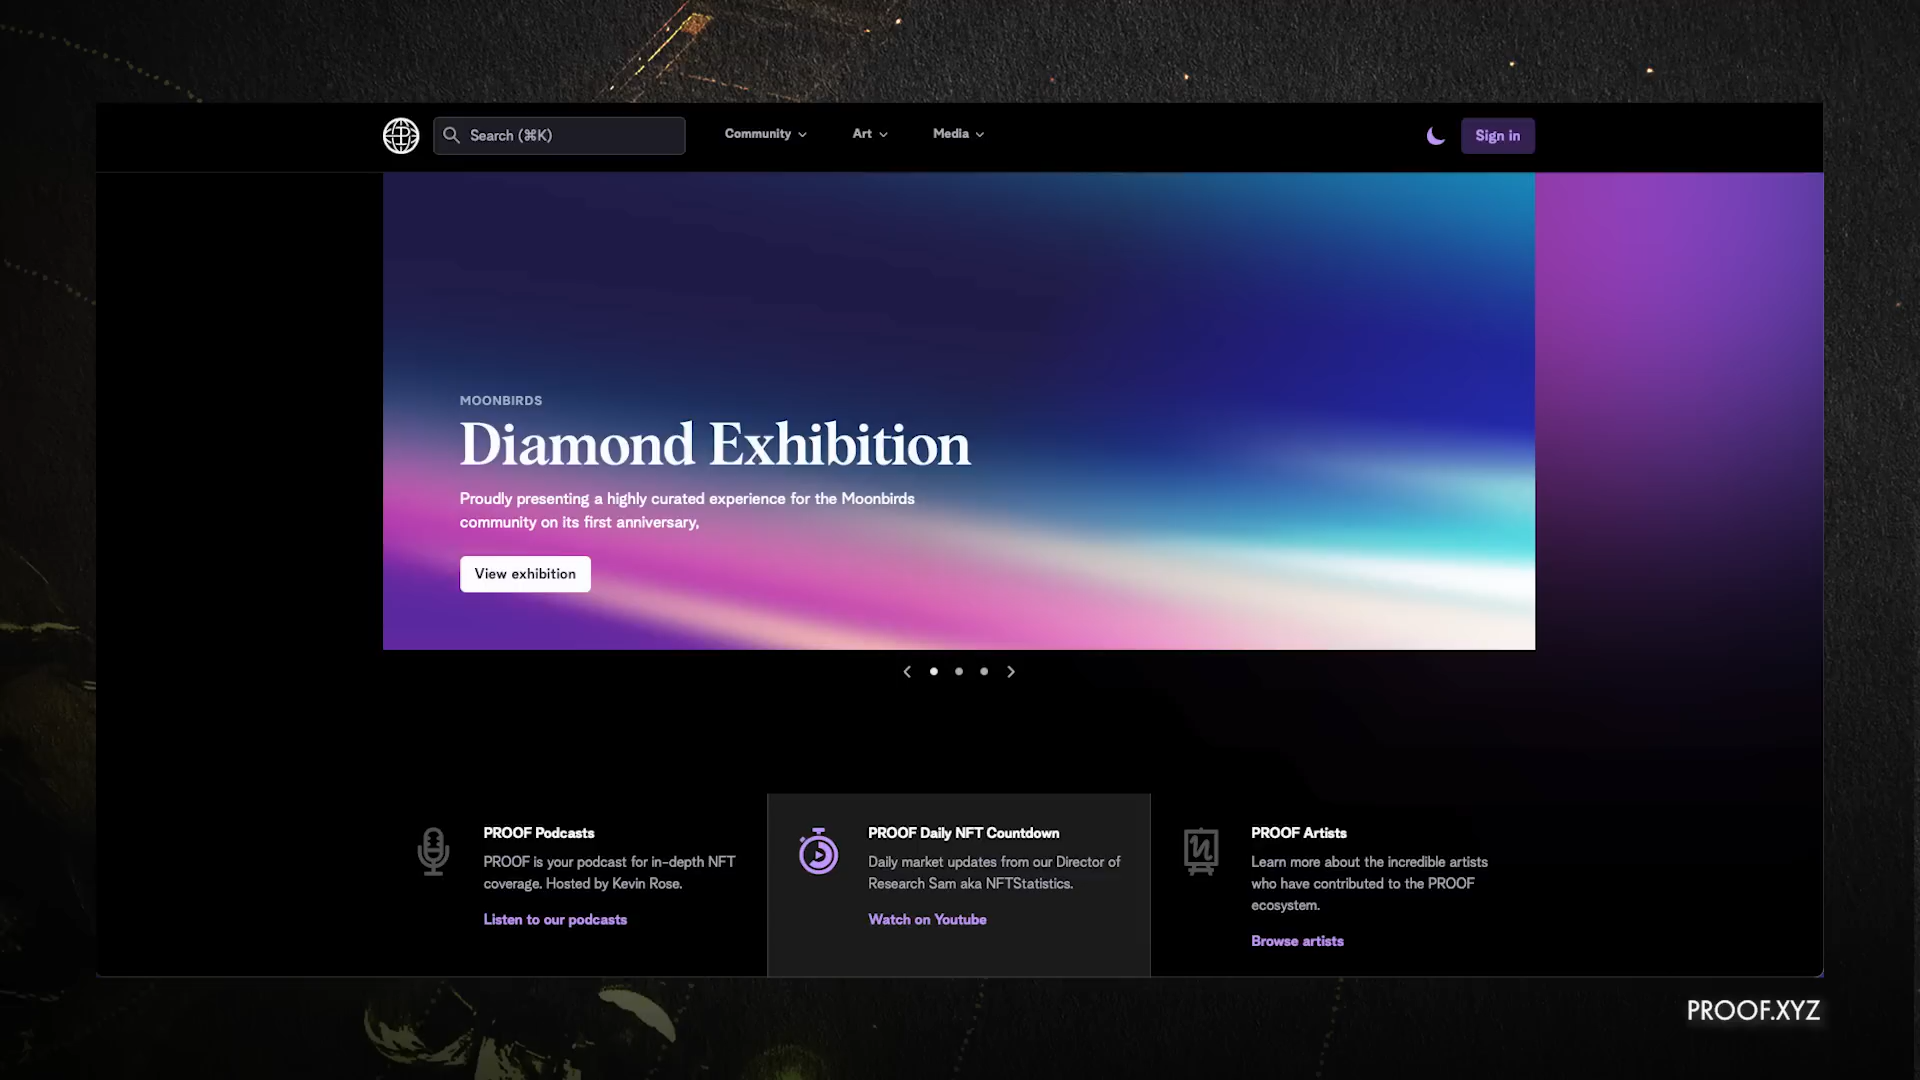 Search (⌘K)
Community
Art
Media
Sign in
MOONBIRDS
Diamond Exhibition
Proudly presenting a highly curated experience for the Moonbirds
community on its first anniversary,
View exhibition
PROOF Podcasts
PROOF is your podcast for in-depth NFT
coverage. Hosted by Kevin Rose.
Listen to our podcasts
PROOF Daily NFT Countdown
Daily market updates from our Director of
Research Sam aka NFTStatistics.
Watch on Youtube
PROOF Artists
Learn more about the incredible artists
who have contributed to the PROOF
ecosystem.
Browse artists
PROOF.XYZ